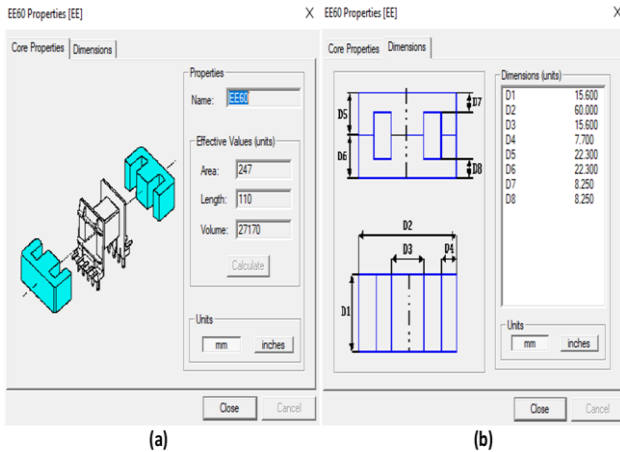 EE60 Properties [EE]
X
Core Properties
Dimensions
Properties
Name:
EE60
Effective Values (units)
Area:
247
Length:
110
Volume:
27170
Calculate
Units
mm
inches
Close
Cancel
(a)
EE60 Properties [EE]
X
Core Properties
Dimensions
D5
D6
D7
D8
D2
D3
D4
D1
Dimensions (units)
D1 15.600
D2 60.000
D3 15.600
D4 7.700
D5 22.300
D6 22.300
D7 8.250
D8 8.250
Units
mm
inches
Close
Cancel
(b)